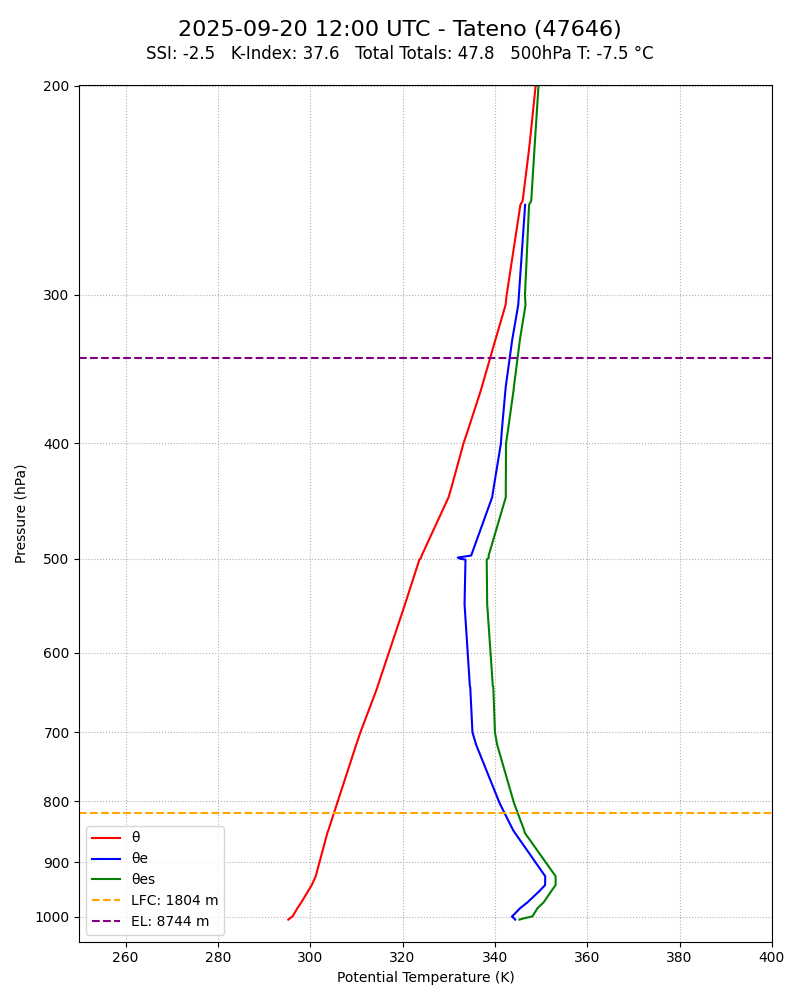 2025-09-20 12:00 UTC - Tateno (47646)
SSI: -2.5 K-Index: 37.6 Total Totals: 47.8 500hPa T: -7.5 °C
200
300
400
500
600
700
800
900
1000
Pressure (hPa)
θ
θe
θes
LFC: 1804 m
EL: 8744 m
260 280 300 320 340 360 380 400
Potential Temperature (K)